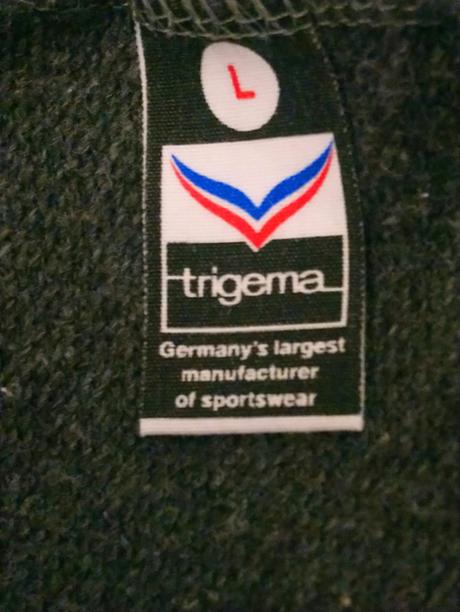 L
trigema
Germany's largest
manufacturer
of sportswear